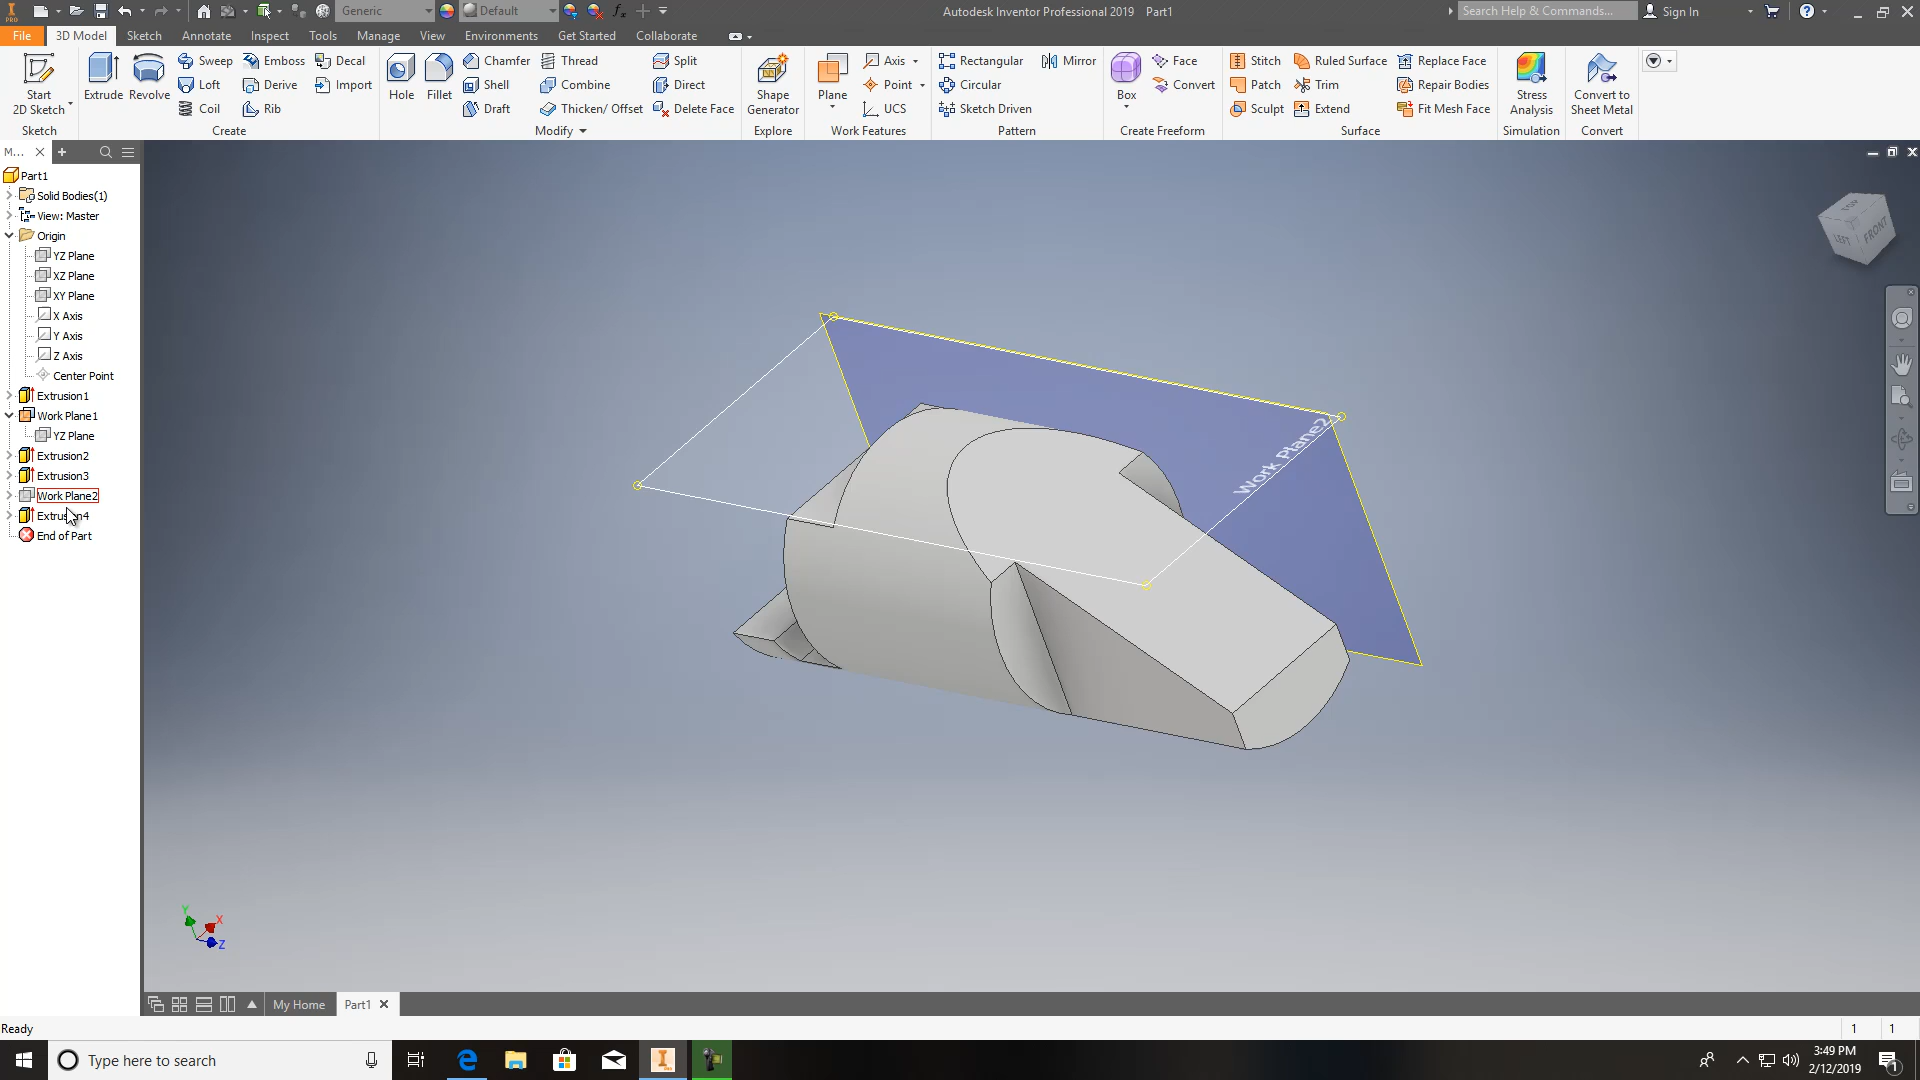 Generic
Default
Autodesk Inventor Professional 2019 Part1
Search Help & Commands...
Sign In
File
3D Model
Sketch
Annotate
Inspect
Tools
Manage
View
Environments
Get Started
Collaborate
Start
2D Sketch
Sketch
Extrude
Revolve
Sweep
Loft
Coil
Emboss
Derive
Rib
Decal
Import
Create
Hole
Fillet
Chamfer
Shell
Draft
Thread
Combine
Thicken/ Offset
Split
Direct
Delete Face
Modify
Shape
Generator
Explore
Plane
Axis
Point
UCS
Work Features
Rectangular
Circular
Sketch Driven
Mirror
Pattern
Box
Face
Convert
Create Freeform
Stitch
Patch
Sculpt
Ruled Surface
Trim
Extend
Replace Face
Repair Bodies
Fit Mesh Face
Surface
Stress
Analysis
Simulation
Convert to
Sheet Metal
Convert
M...
Part1
Solid Bodies(1)
View: Master
Origin
YZ Plane
XZ Plane
XY Plane
X Axis
Y Axis
Z Axis
Center Point
Extrusion1
Work Plane1
YZ Plane
Extrusion2
Extrusion3
Work Plane2
Extrusion4
End of Part
Work Plane2
TOP
LEFT
FRONT
Y
X
Z
My Home
Part1
Ready
1
1
Type here to search
3:49 PM
2/12/2019
1